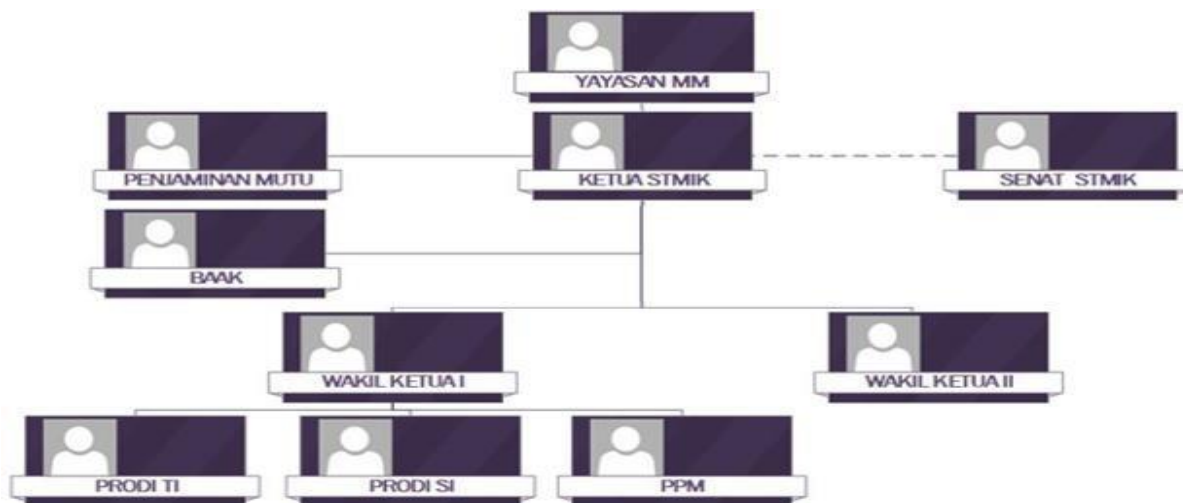 YAYASAN MM
PENJAMINAN MUTU
KETUA STMIK
SENAT STMIK
BAAK
WAKIL KETUA I
WAKIL KETUA II
PRODI TI
PRODI SI
PPM